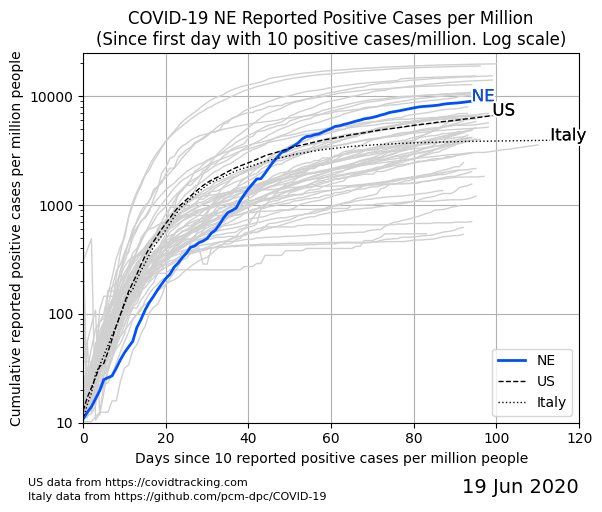 COVID-19 NE Reported Positive Cases per Million
(Since first day with 10 positive cases/million. Log scale)
Cumulative reported positive cases per million people
10000
1000
100
10
NE
US
Italy
NE
US
Italy
0 20 40 60 80 100 120
Days since 10 reported positive cases per million people
US data from https://covidtracking.com
Italy data from https://github.com/pcm-dpc/COVID-19
19 Jun 2020